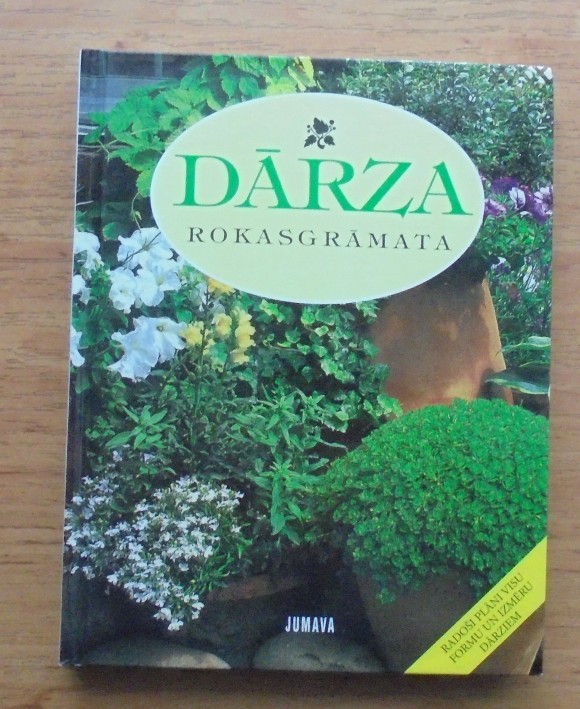 DĀRZA
ROKASGRĀMATA
JUMAVA
RADOŠI PLĀNI VISU
FORMU UN IZMĒRU
DĀRZIEM